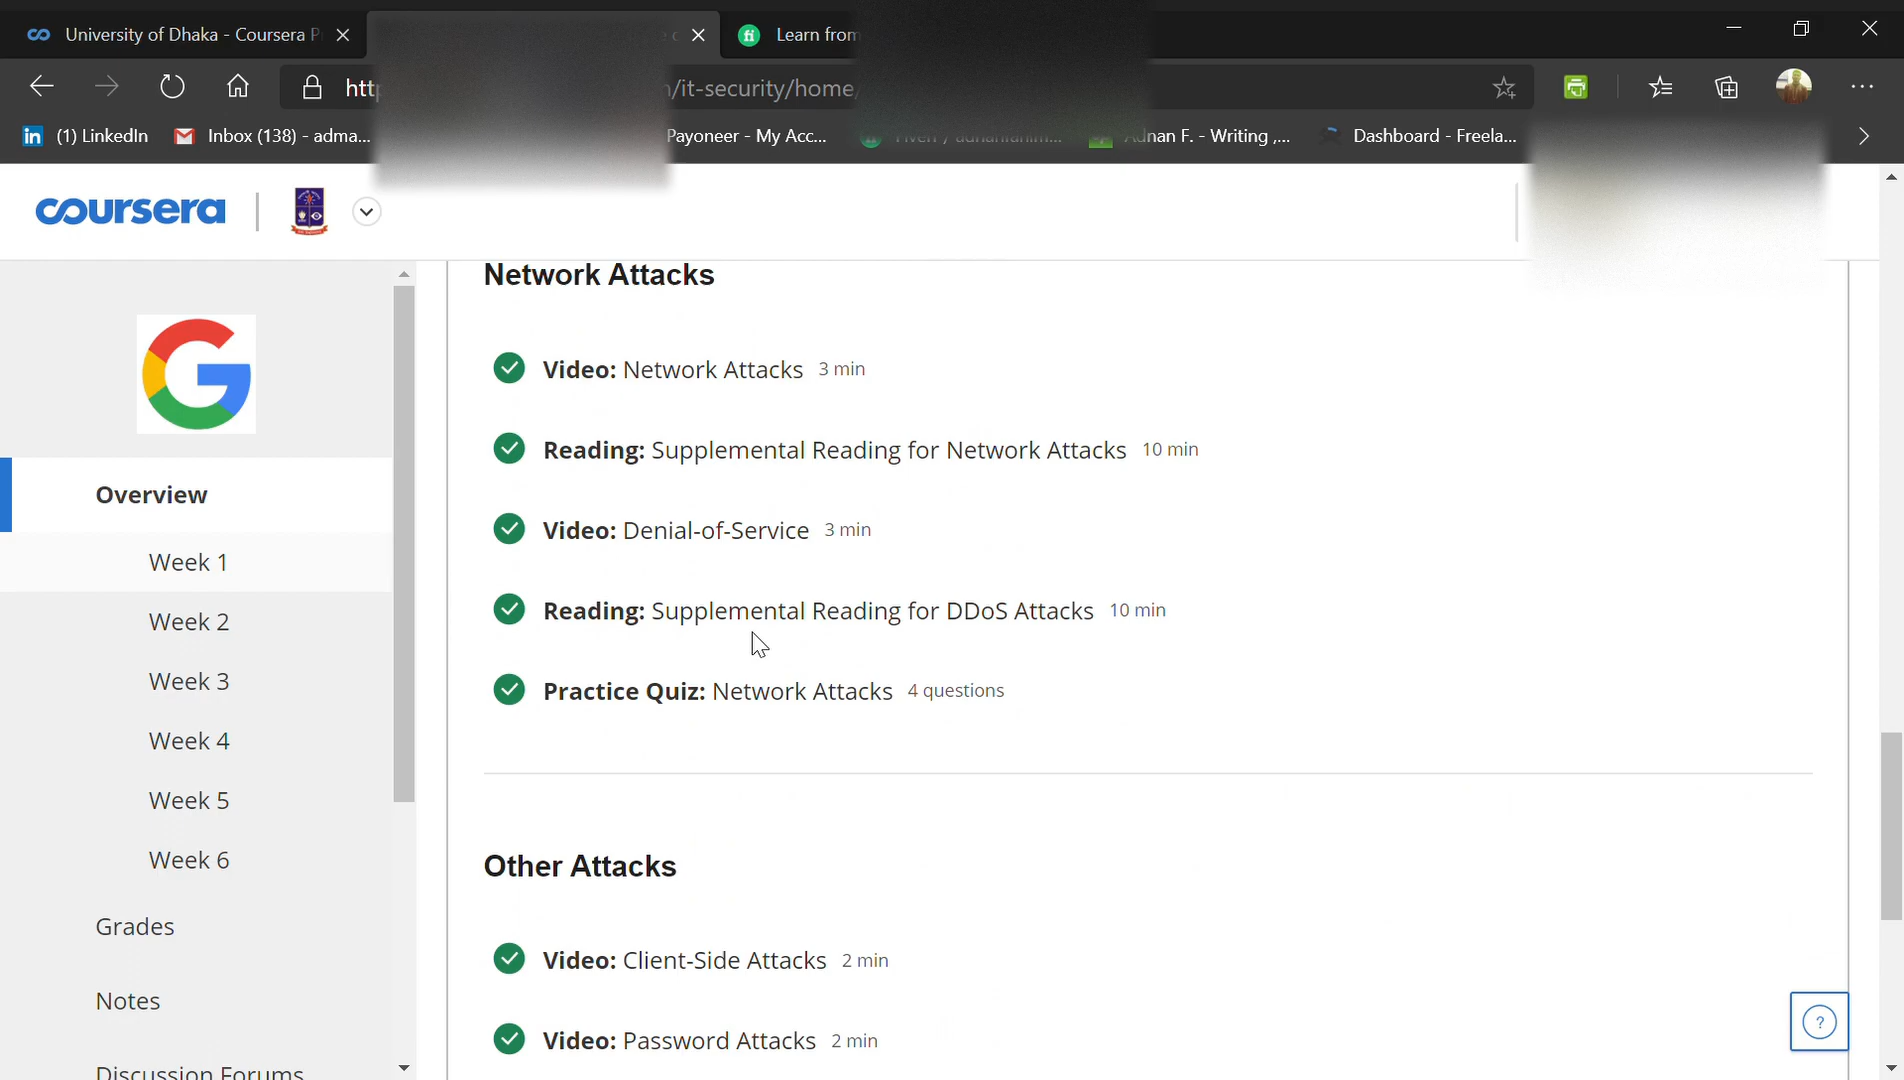 University of Dhaka - Coursera P
Learn from
/it-security/home/
(1) LinkedIn
Inbox (138) - adma...
Payoneer - My Acc...
Adnan F. - Writing ,...
Dashboard - Freela...
coursera
Network Attacks
Video: Network Attacks 3 min
Reading: Supplemental Reading for Network Attacks 10 min
Overview
Video: Denial-of-Service 3 min
Week 1
Reading: Supplemental Reading for DDoS Attacks 10 min
Week 2
Week 3
Practice Quiz: Network Attacks 4 questions
Week 4
Week 5
Week 6
Other Attacks
Grades
Video: Client-Side Attacks 2 min
Notes
Video: Password Attacks 2 min
Discussion Forums